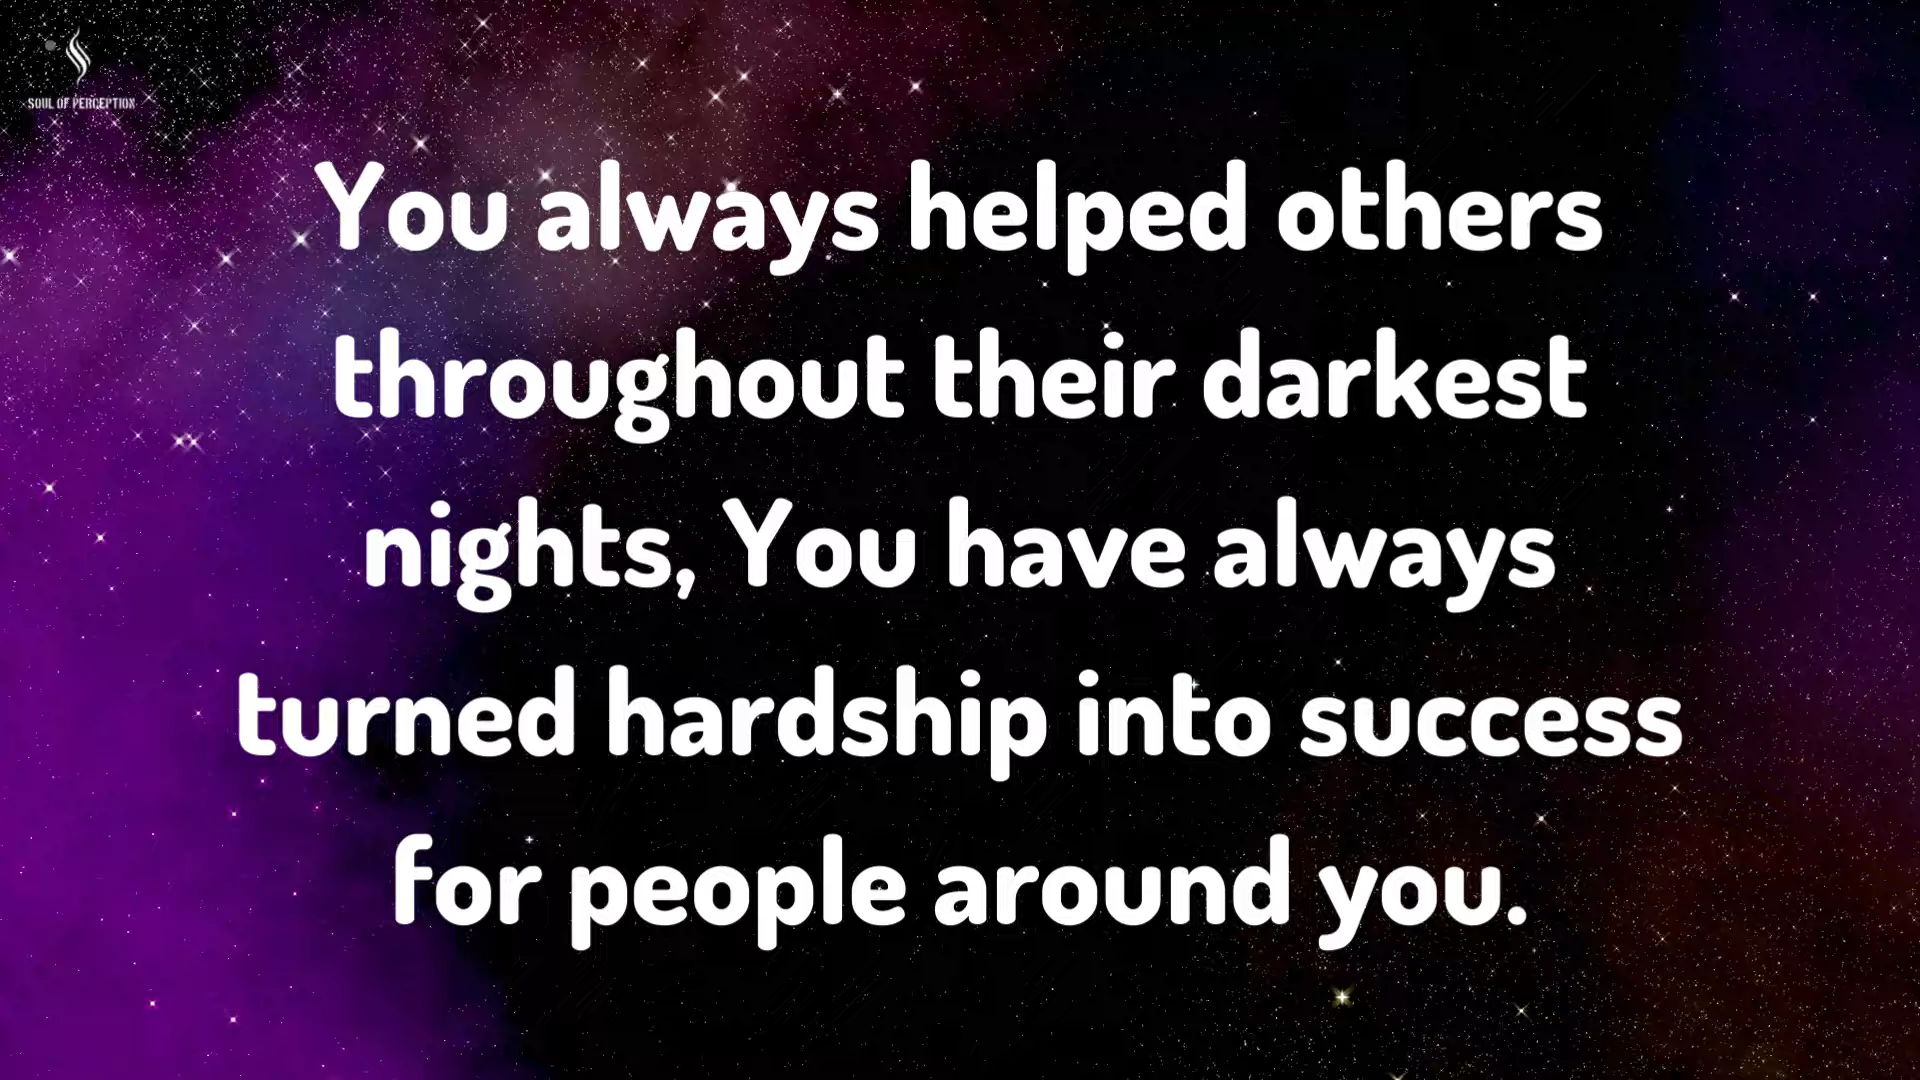 SOUL OF PERCEPTION
You always helped others
throughout their darkest
nights, You have always
turned hardship into success
for people around you.